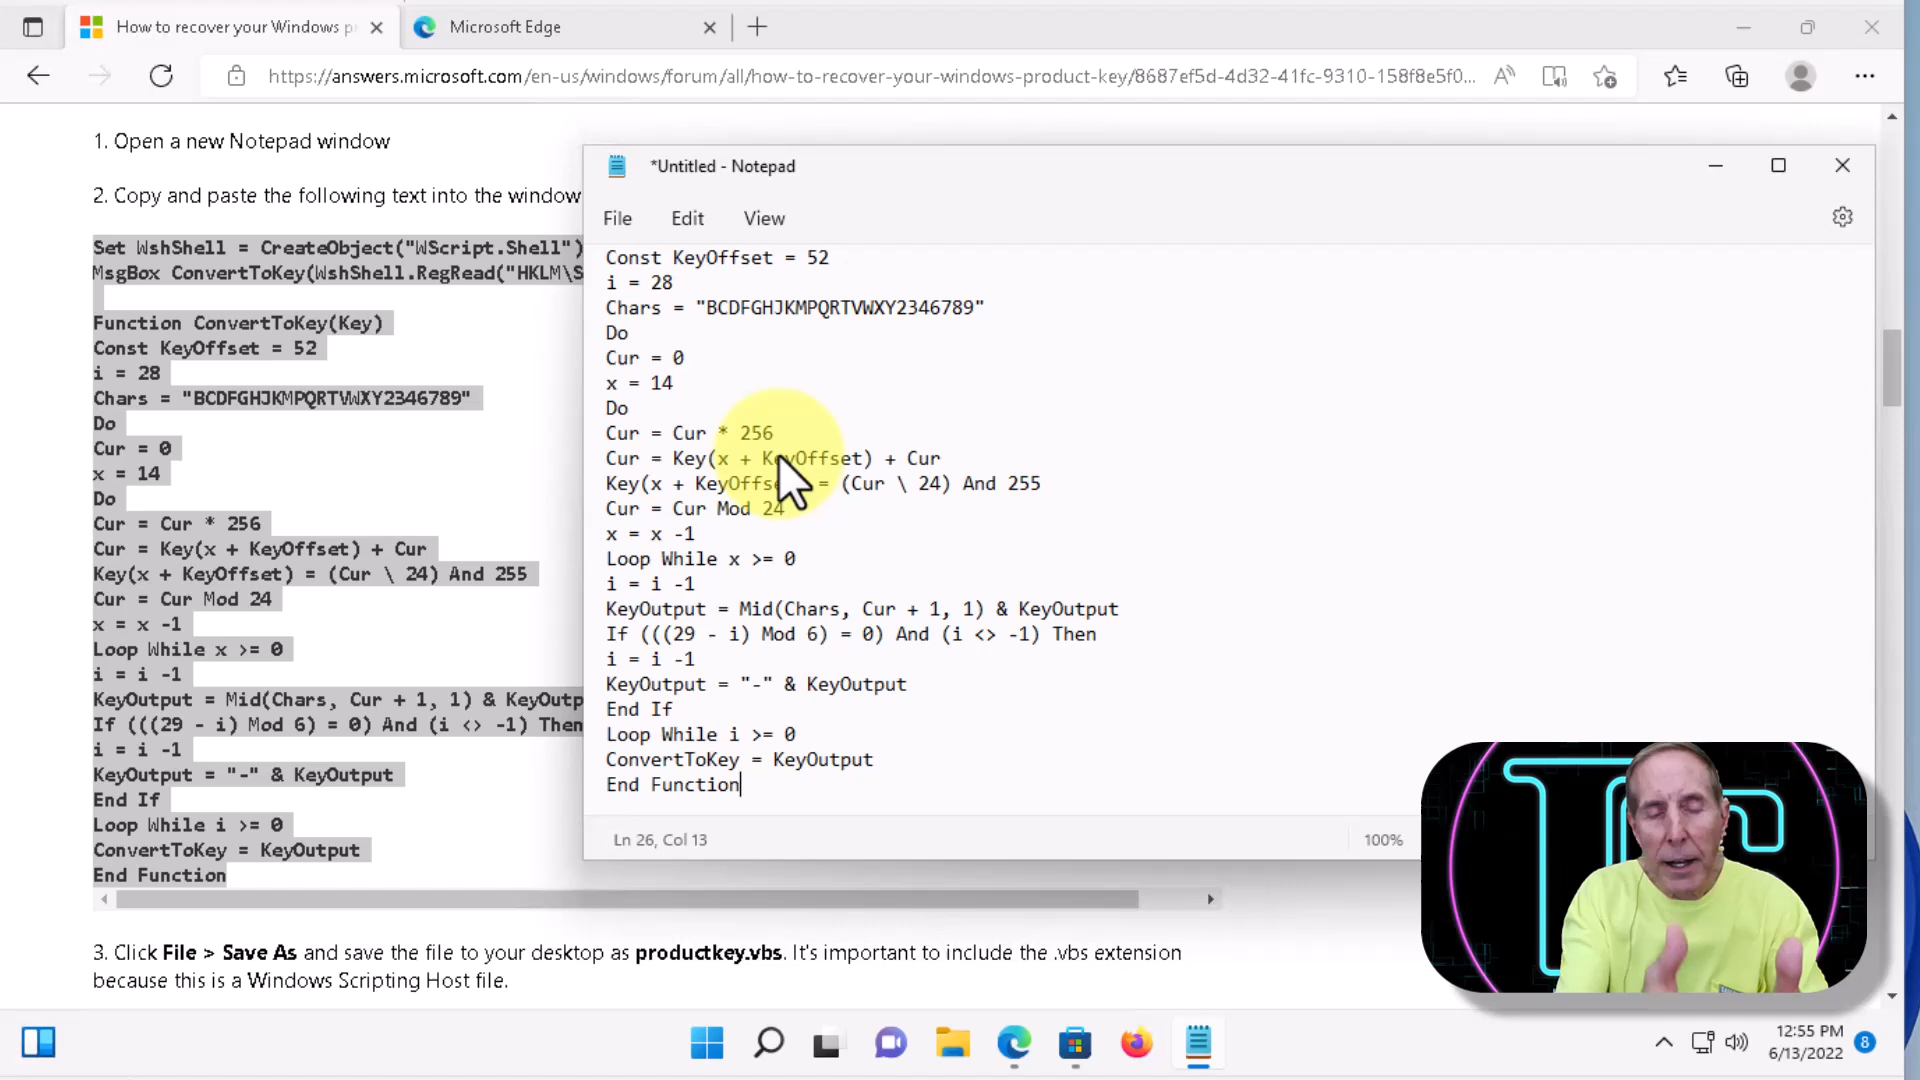 How to recover your Windows p
Microsoft Edge
https://answers.microsoft.com/en-us/windows/forum/all/how-to-recover-your-windows-product-key/8687ef5d-4d32-41fc-9310-158f8e5f0...
1. Open a new Notepad window
2. Copy and paste the following text into the window
Set WshShell = CreateObject("WScript.Shell")
MsgBox ConvertToKey(WshShell.RegRead("HKLM\S
Function ConvertToKey(Key)
Const KeyOffset = 52
i = 28
Chars = "BCDFGHJKMPQRTVWXY2346789"
Do
Cur = 0
x = 14
Do
Cur = Cur * 256
Cur = Key(x + KeyOffset) + Cur
Key(x + KeyOffset) = (Cur \ 24) And 255
Cur = Cur Mod 24
x = x -1
Loop While x >= 0
i = i -1
KeyOutput = Mid(Chars, Cur + 1, 1) & KeyOutp
If (((29 - i) Mod 6) = 0) And (i <> -1) Then
i = i -1
KeyOutput = "-" & KeyOutput
End If
Loop While i >= 0
ConvertToKey = KeyOutput
End Function
3. Click File > Save As and save the file to your desktop as productkey.vbs. It's important to include the .vbs extension
because this is a Windows Scripting Host file.
*Untitled - Notepad
File Edit View
Const KeyOffset = 52
i = 28
Chars = "BCDFGHJKMPQRTVWXY2346789"
Do
Cur = 0
x = 14
Do
Cur = Cur * 256
Cur = Key(x + KeyOffset) + Cur
Key(x + KeyOffse = (Cur \ 24) And 255
Cur = Cur Mod 24
x = x -1
Loop While x >= 0
i = i -1
KeyOutput = Mid(Chars, Cur + 1, 1) & KeyOutput
If (((29 - i) Mod 6) = 0) And (i <> -1) Then
i = i -1
KeyOutput = "-" & KeyOutput
End If
Loop While i >= 0
ConvertToKey = KeyOutput
End Function
Ln 26, Col 13
100%
12:55 PM
6/13/2022
8